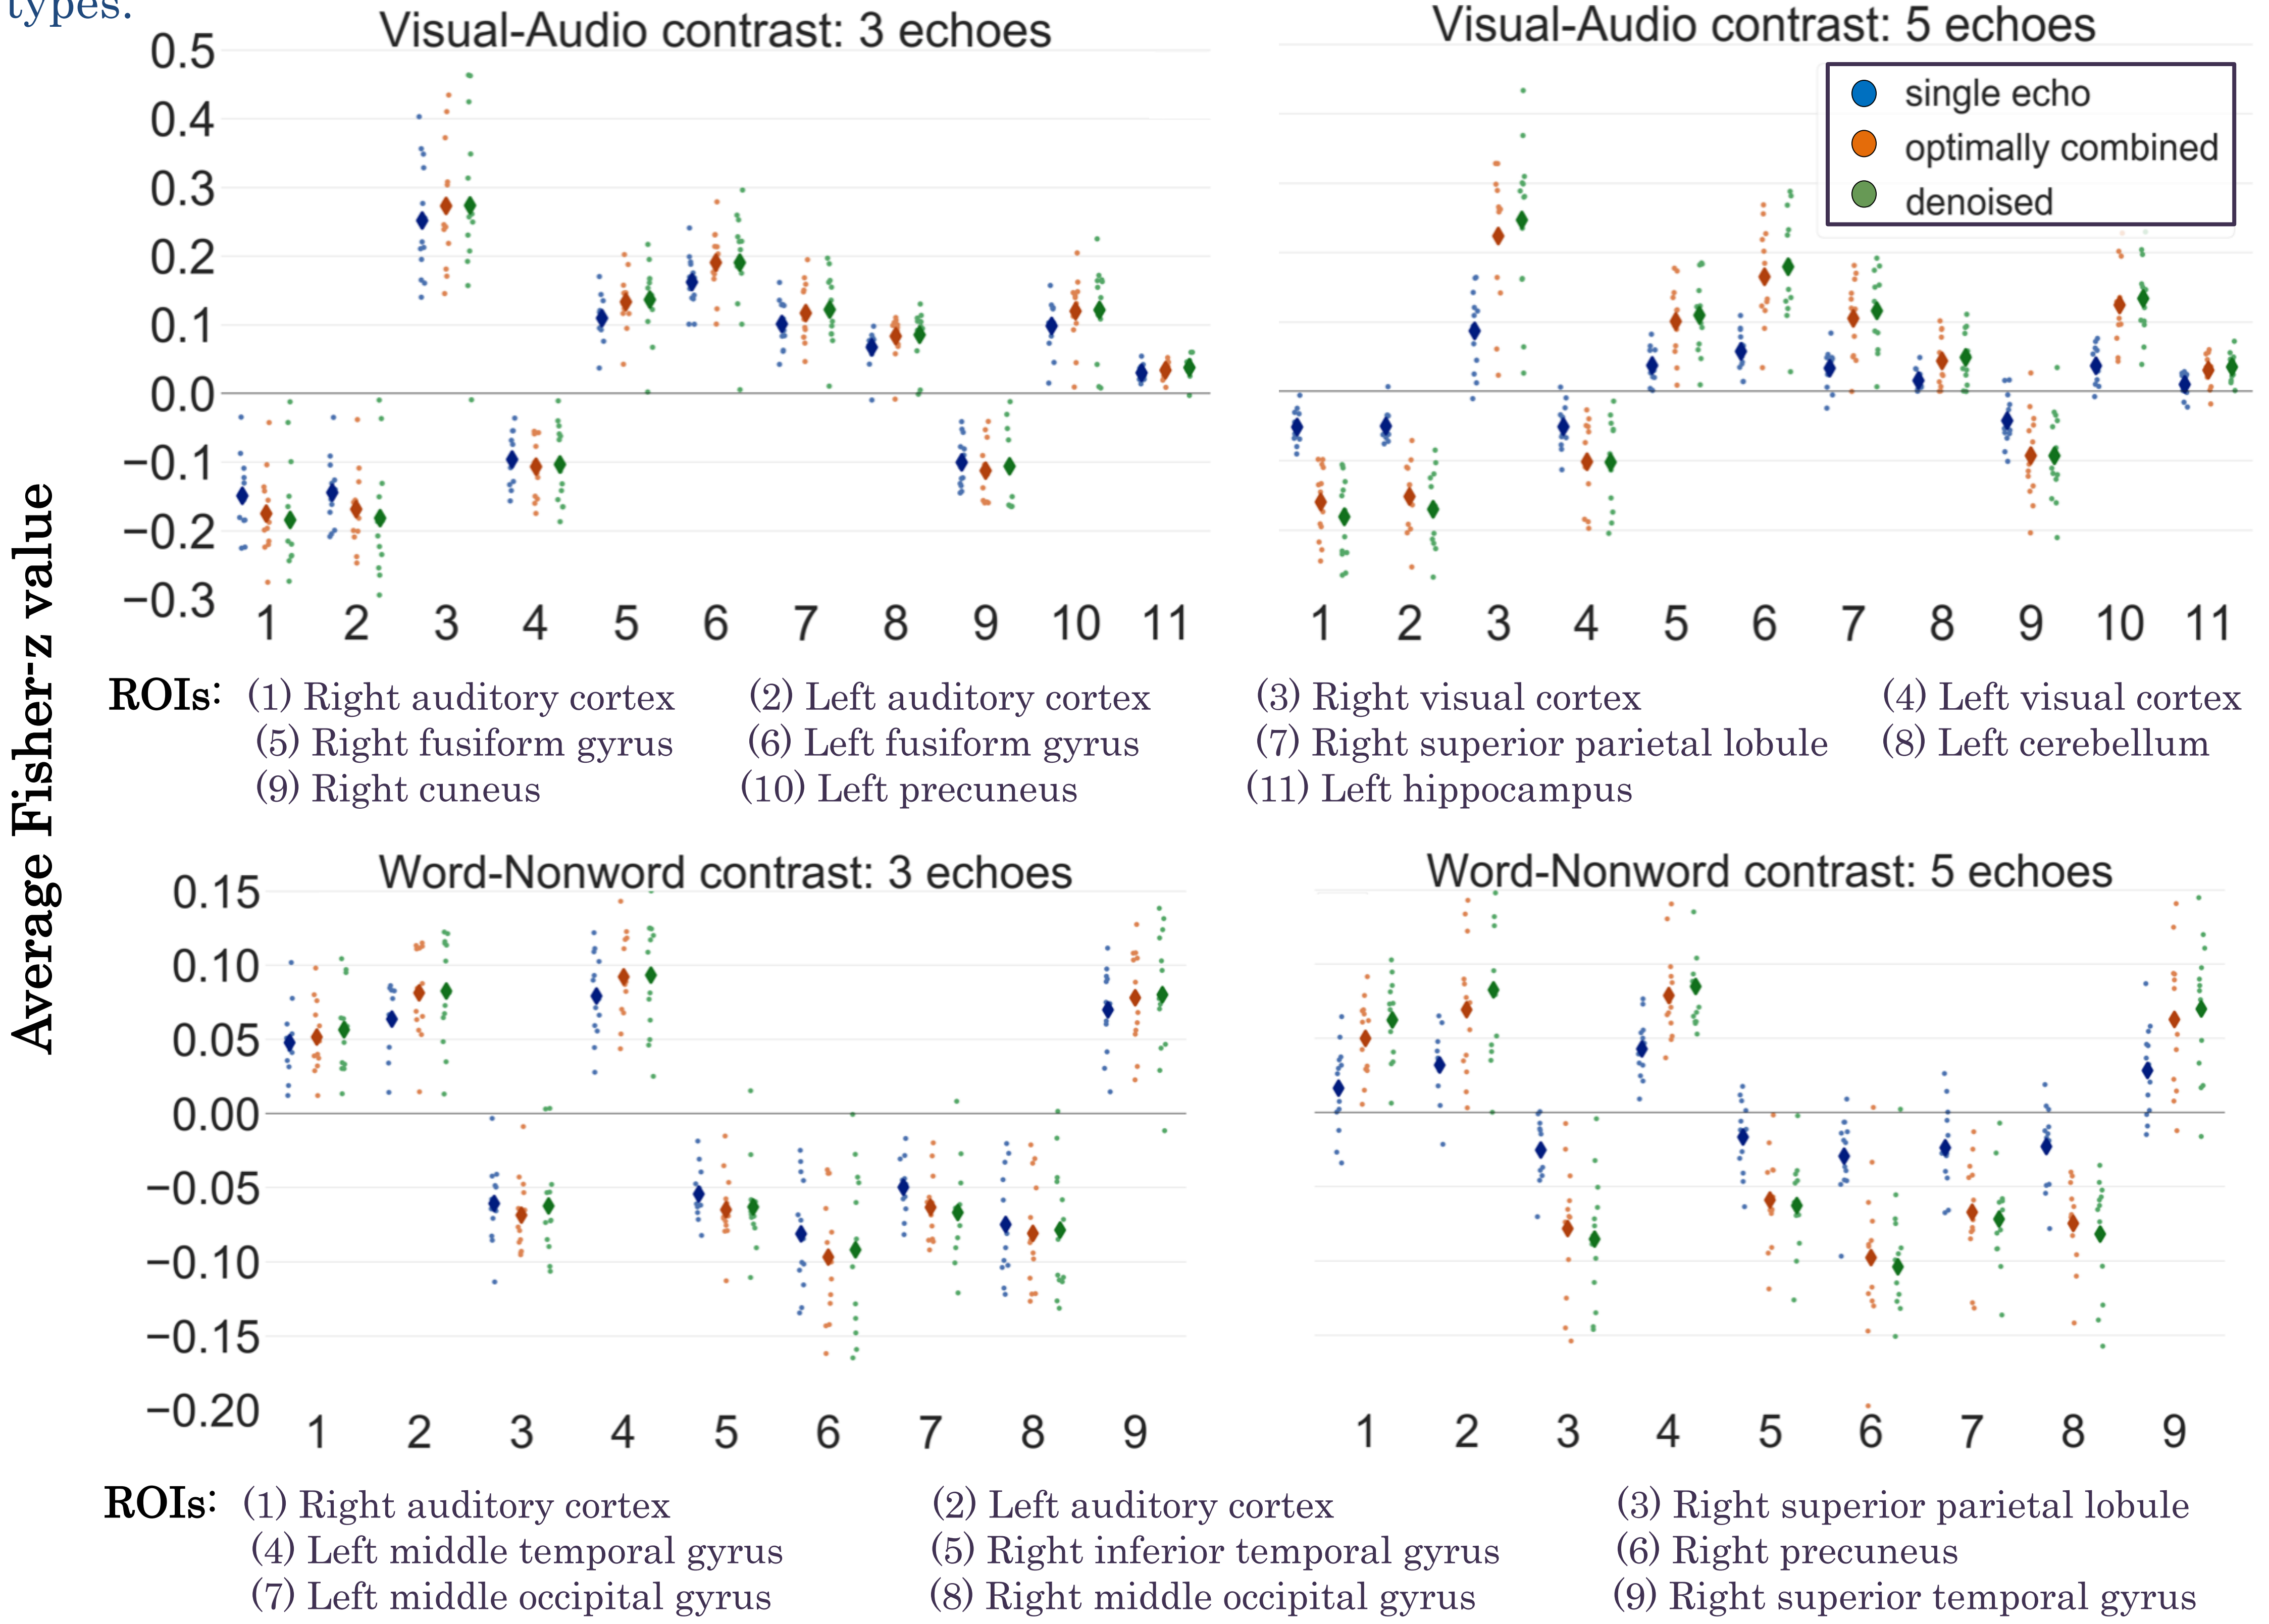 types.
Visual-Audio contrast: 3 echoes
Visual-Audio contrast: 5 echoes
single echo
optimally combined
denoised
0.5
0.4
0.3
0.2
0.1
0.0
−0.1
−0.2
−0.3
1 2 3 4 5 6 7 8 9 10 11
1 2 3 4 5 6 7 8 9 10 11
Average Fisher-z value
ROIs: (1) Right auditory cortex (2) Left auditory cortex (3) Right visual cortex (4) Left visual cortex
(5) Right fusiform gyrus (6) Left fusiform gyrus (7) Right superior parietal lobule (8) Left cerebellum
(9) Right cuneus (10) Left precuneus (11) Left hippocampus
Word-Nonword contrast: 3 echoes
Word-Nonword contrast: 5 echoes
0.15
0.10
0.05
0.00
−0.05
−0.10
−0.15
−0.20
1 2 3 4 5 6 7 8 9
1 2 3 4 5 6 7 8 9
ROIs: (1) Right auditory cortex (2) Left auditory cortex (3) Right superior parietal lobule
(4) Left middle temporal gyrus (5) Right inferior temporal gyrus (6) Right precuneus
(7) Left middle occipital gyrus (8) Right middle occipital gyrus (9) Right superior temporal gyrus